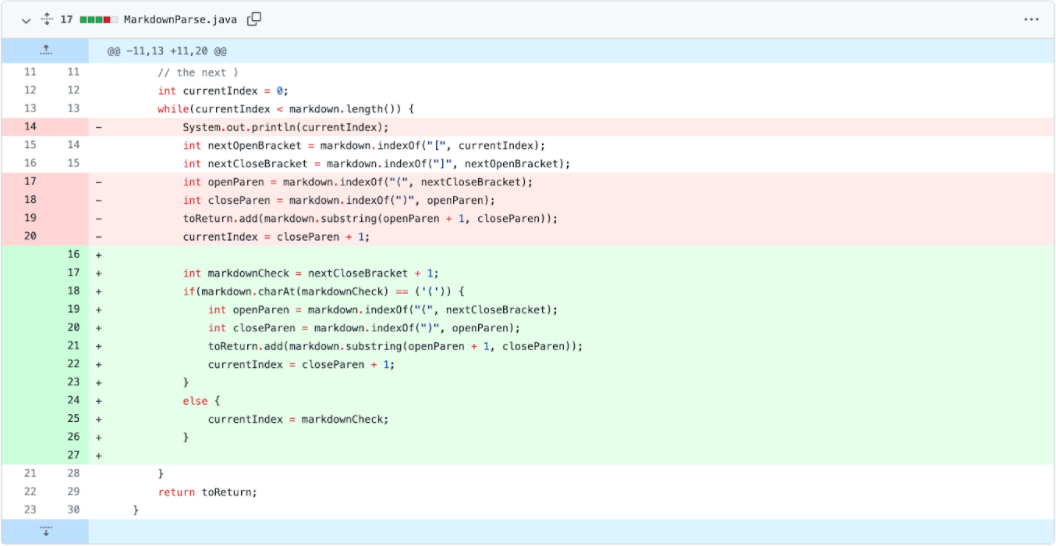 17 MarkdownParse.java
@@ -11,13 +11,20 @@
11 11 // the next )
12 12 int currentIndex = 0;
13 13 while(currentIndex < markdown.length()) {
14 - System.out.println(currentIndex);
15 14 int nextOpenBracket = markdown.indexOf("[", currentIndex);
16 15 int nextCloseBracket = markdown.indexOf("]", nextOpenBracket);
17 - int openParen = markdown.indexOf("(", nextCloseBracket);
18 - int closeParen = markdown.indexOf(")", openParen);
19 - toReturn.add(markdown.substring(openParen + 1, closeParen));
20 - currentIndex = closeParen + 1;
16 +
17 + int markdownCheck = nextCloseBracket + 1;
18 + if(markdown.charAt(markdownCheck) == ('(')) {
19 + int openParen = markdown.indexOf("(", nextCloseBracket);
20 + int closeParen = markdown.indexOf(")", openParen);
21 + toReturn.add(markdown.substring(openParen + 1, closeParen));
22 + currentIndex = closeParen + 1;
23 + }
24 + else {
25 + currentIndex = markdownCheck;
26 + }
27 +
21 28 }
22 29 return toReturn;
23 30 }